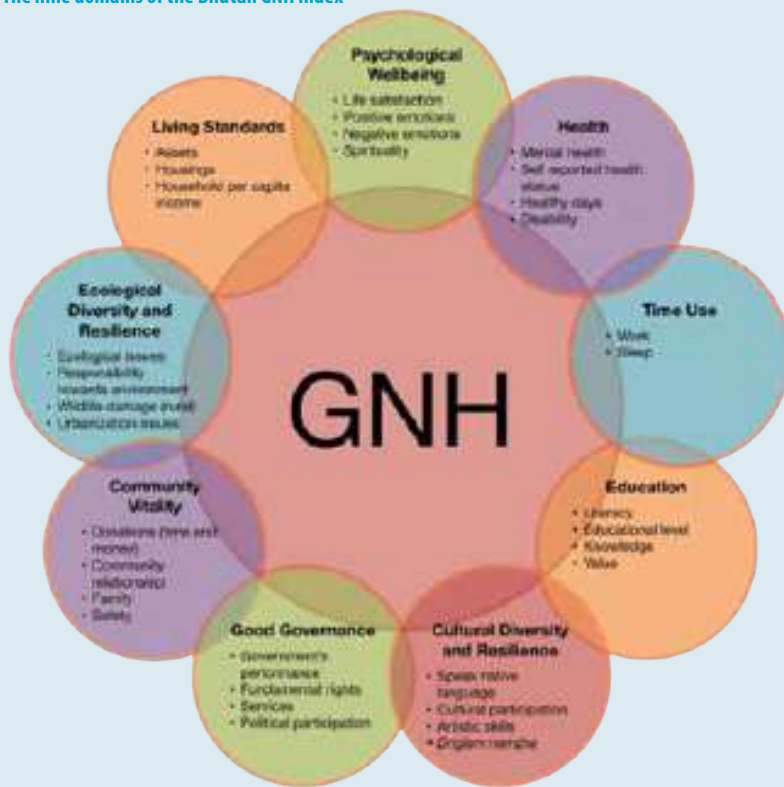 The nine domains of the Bhutan GNH Index
Psychological
Wellbeing
• Life satisfaction
• Positive emotions
• Negative emotions
• Spirituality
Health
• Mental health
• Self reported health
status
• Healthy days
• Disability
Time Use
• Work
• Sleep
Education
• Literacy
• Educational level
• Knowledge
• Value
Cultural Diversity
and Resilience
• Speak native
language
• Cultural participation
• Artistic skills
• Driglam namzha
Good Governance
• Government's
performance
• Fundamental rights
• Services
• Political participation
Community
Vitality
• Donations (time and
money)
• Community
relationship
• Family
• Safety
Ecological
Diversity and
Resilience
• Ecological issues
• Responsibility
towards environment
• Wildlife damage (rural)
• Urbanization issues
Living Standards
• Assets
• Housings
• Household per capita
income
GNH